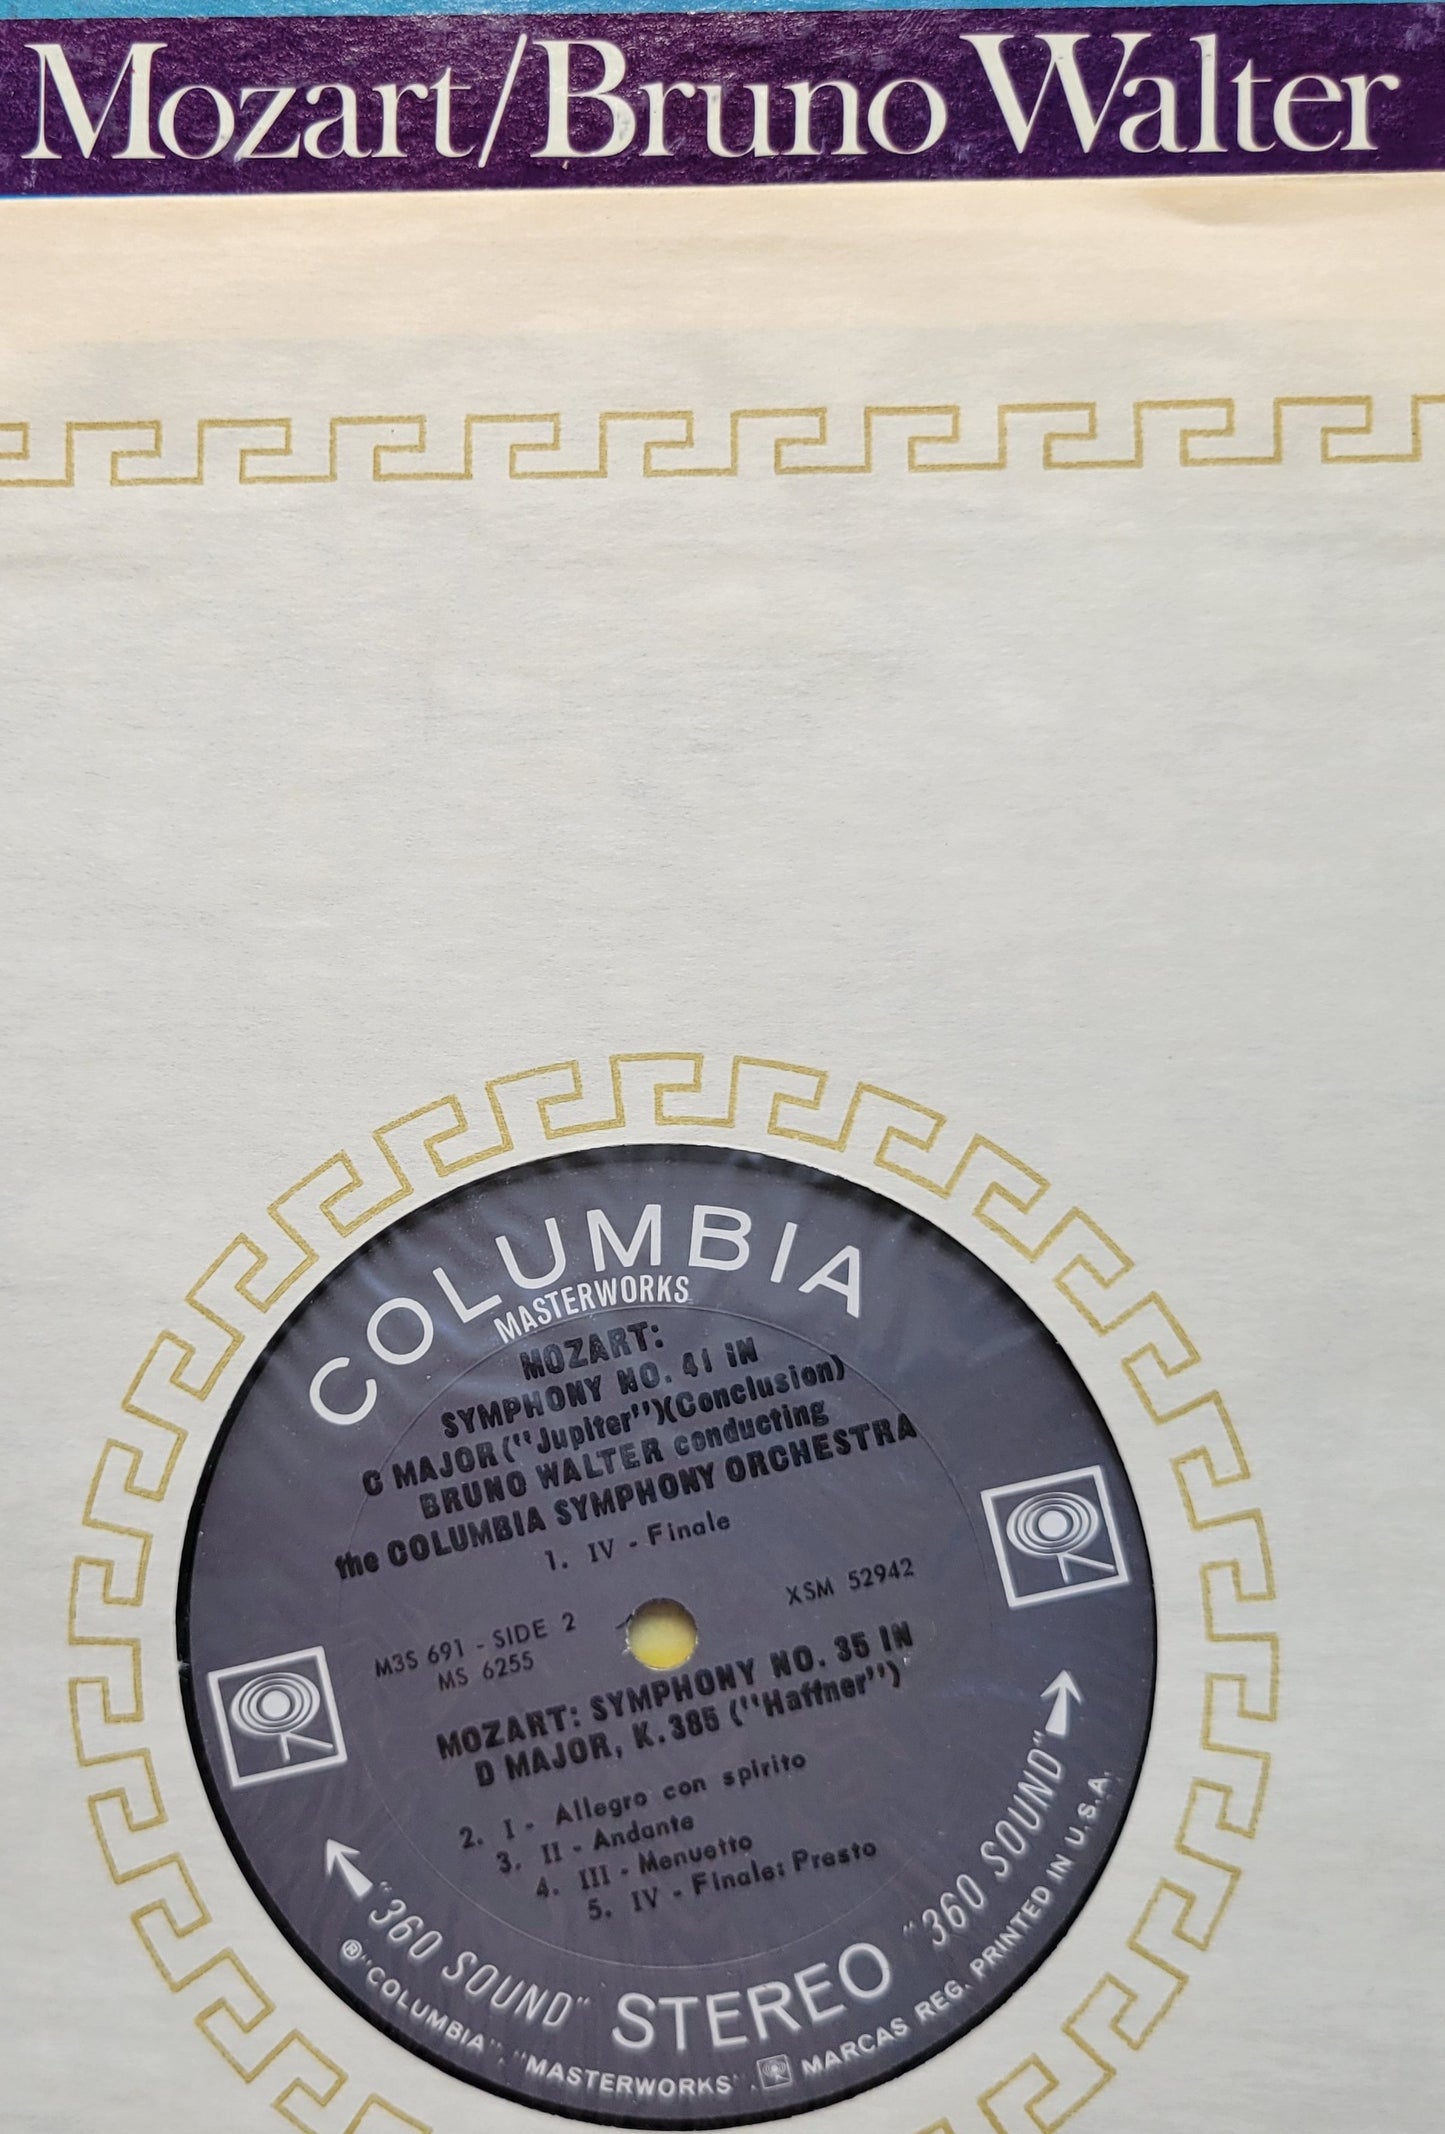 Mozart/Bruno Walter
COLUMBIA
MASTERWORKS
MOZART:
SYMPHONY NO. 41 IN
C MAJOR (''Jupiter'')(Conclusion)
BRUNO WALTER conducting
the COLUMBIA SYMPHONY ORCHESTRA
1. IV - Finale
M3S 691 - SIDE 2
MS 6255
XSM 52942
MOZART: SYMPHONY NO. 35 IN
D MAJOR, K.385 (''Haffner'')
2. I - Allegro con spirito
3. II - Andante
4. III - Menuetto
5. IV - Finale: Presto
"360 SOUND" STEREO "360 SOUND"
® "COLUMBIA", "MASTERWORKS", MARCAS REG. PRINTED IN U.S.A.